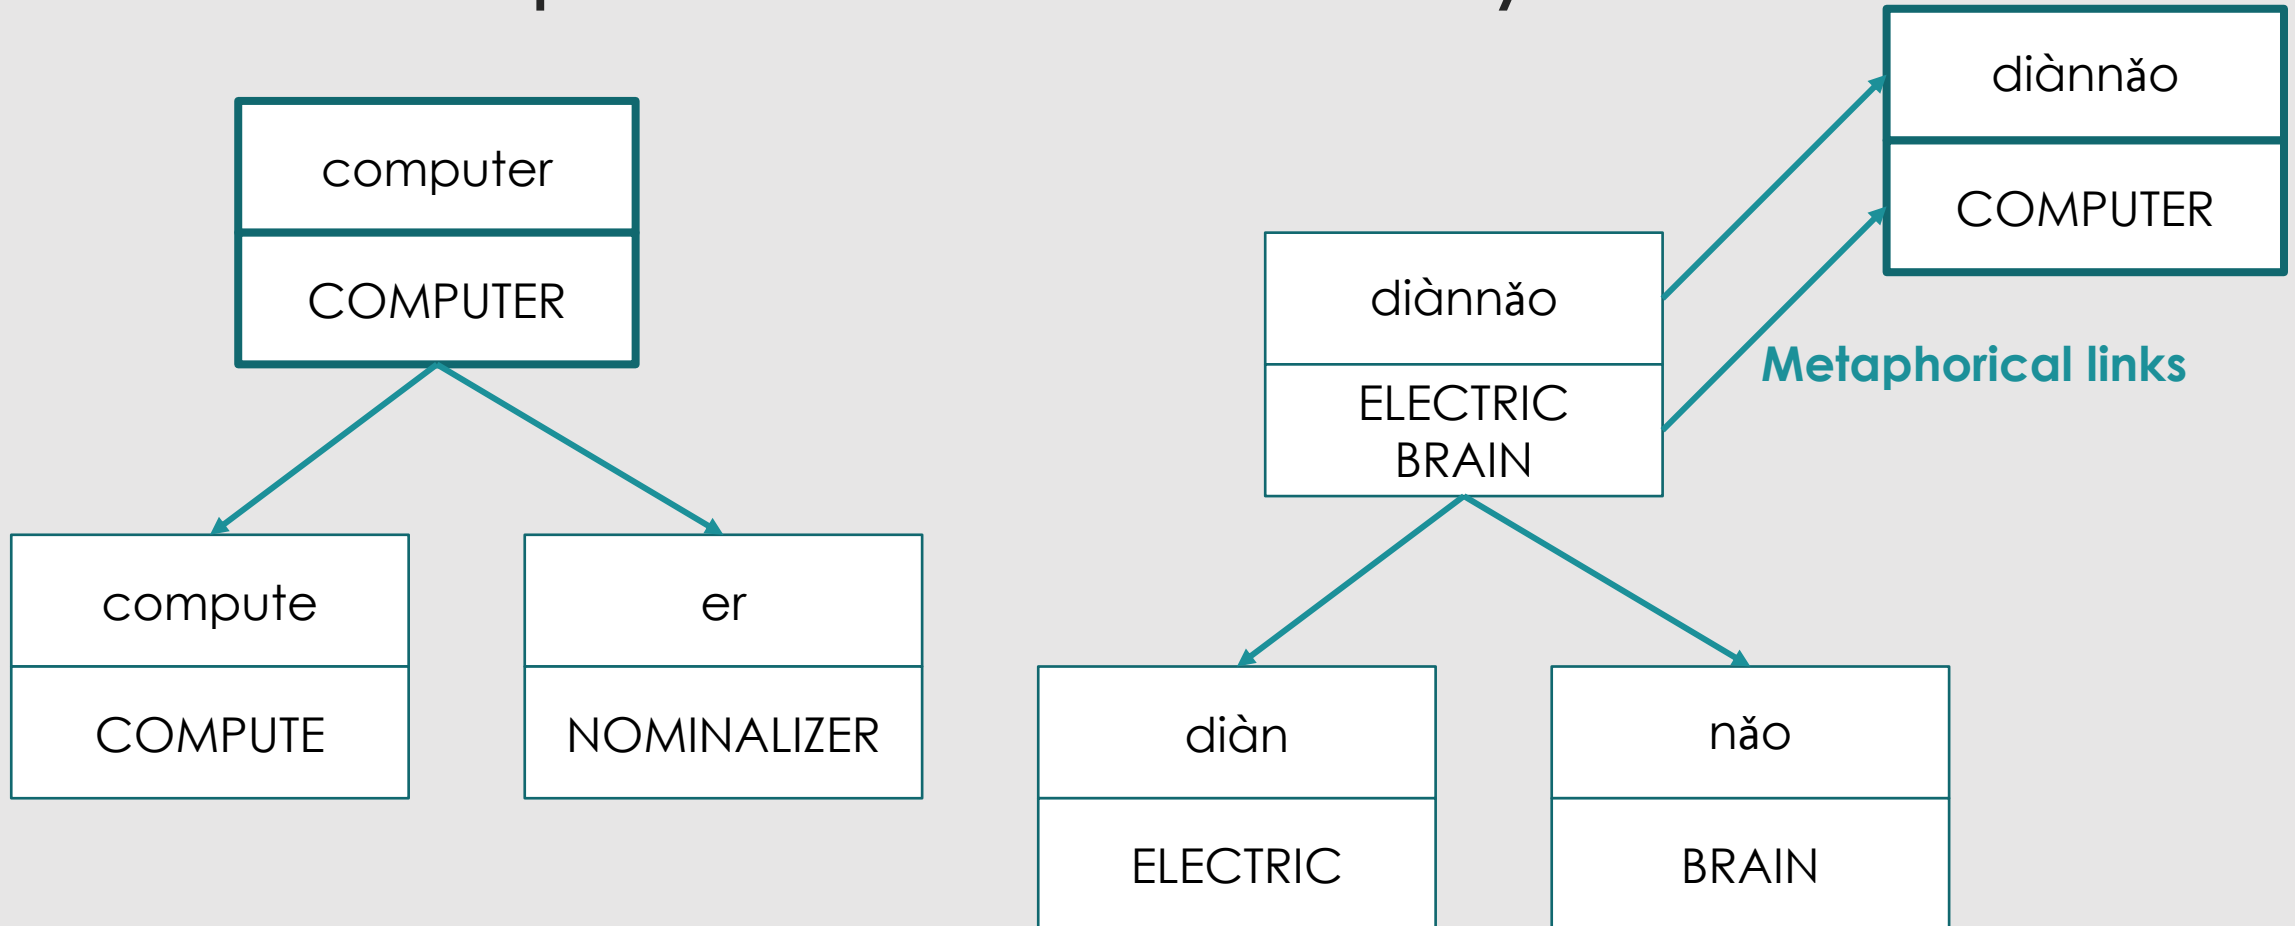 computer
COMPUTER
compute
COMPUTE
er
NOMINALIZER
diànnǎo
COMPUTER
diànnǎo
ELECTRIC
BRAIN
Metaphorical links
diàn
ELECTRIC
nǎo
BRAIN